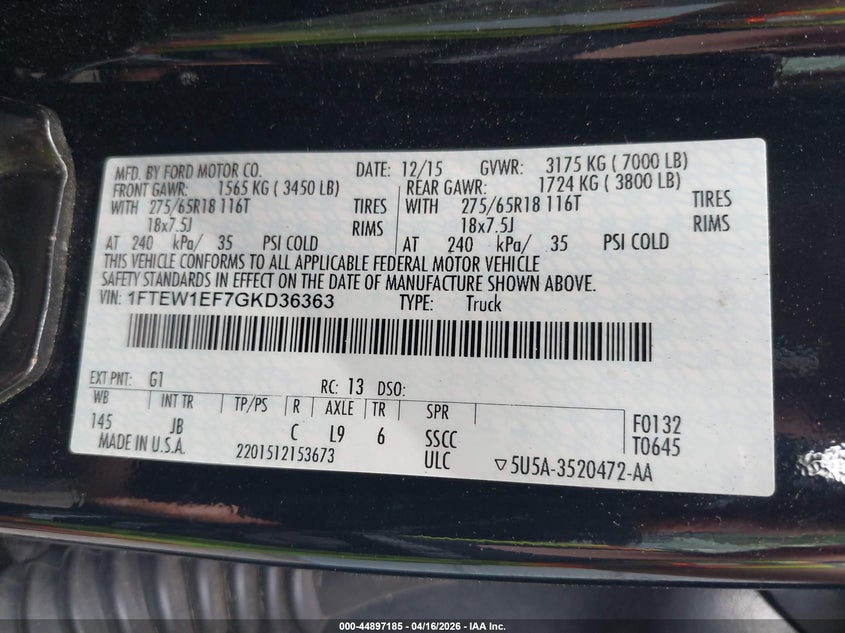 MFD. BY FORD MOTOR CO. DATE: 12/15 GVWR: 3175 KG ( 7000 LB)
FRONT GAWR: 1565 KG ( 3450 LB) REAR GAWR: 1724 KG ( 3800 LB)
WITH 275/65R18 116T TIRES WITH 275/65R18 116T TIRES
18x7.5J RIMS 18x7.5J RIMS
AT 240 kPa/ 35 PSI COLD AT 240 kPa/ 35 PSI COLD
THIS VEHICLE CONFORMS TO ALL APPLICABLE FEDERAL MOTOR VEHICLE
SAFETY STANDARDS IN EFFECT ON THE DATE OF MANUFACTURE SHOWN ABOVE.
VIN: 1FTEW1EF7GKD36363 TYPE: Truck
EXT PNT: G1 RC: 13 DSO:
WB INT TR TP/PS R AXLE TR SPR
145 JB C L9 6 SSCC F0132
MADE IN U.S.A. 2201512153673 ULC ▽5U5A-3520472-AA T0645
000-44897185 - 04/16/2026 - IAA Inc.